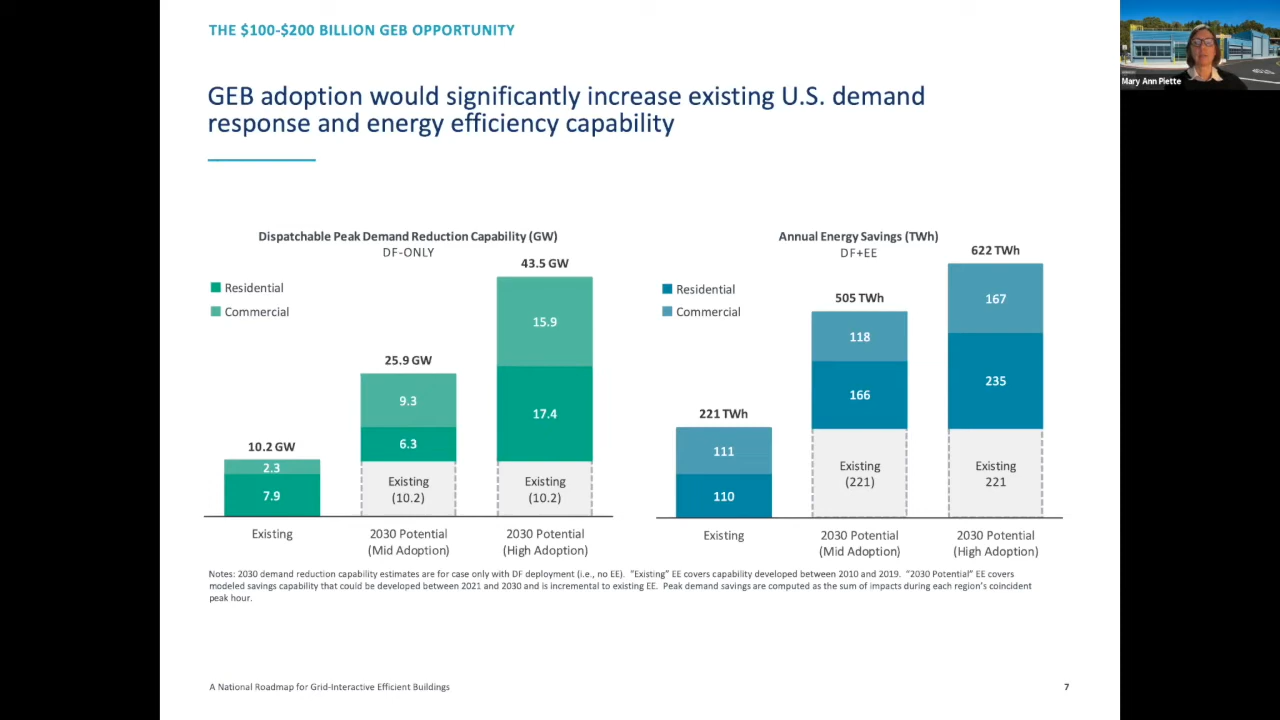 THE $100-$200 BILLION GEB OPPORTUNITY
Mary Ann Piette
GEB adoption would significantly increase existing U.S. demand
response and energy efficiency capability
Dispatchable Peak Demand Reduction Capability (GW)
DF-ONLY
43.5 GW
Residential
Commercial
15.9
25.9 GW
9.3
17.4
6.3
10.2 GW
2.3
7.9
Existing
(10.2)
Existing
(10.2)
Existing
2030 Potential
(Mid Adoption)
2030 Potential
(High Adoption)
Annual Energy Savings (TWh)
DF+EE
622 TWh
Residential
Commercial
505 TWh
167
118
235
166
221 TWh
111
110
Existing
(221)
Existing
221
Existing
2030 Potential
(Mid Adoption)
2030 Potential
(High Adoption)
Notes: 2030 demand reduction capability estimates are for case only with DF deployment (i.e., no EE). "Existing" EE covers capability developed between 2010 and 2019. "2030 Potential" EE covers
modeled savings capability that could be developed between 2021 and 2030 and is incremental to existing EE. Peak demand savings are computed as the sum of impacts during each region's coincident
peak hour.
A National Roadmap for Grid-Interactive Efficient Buildings
7